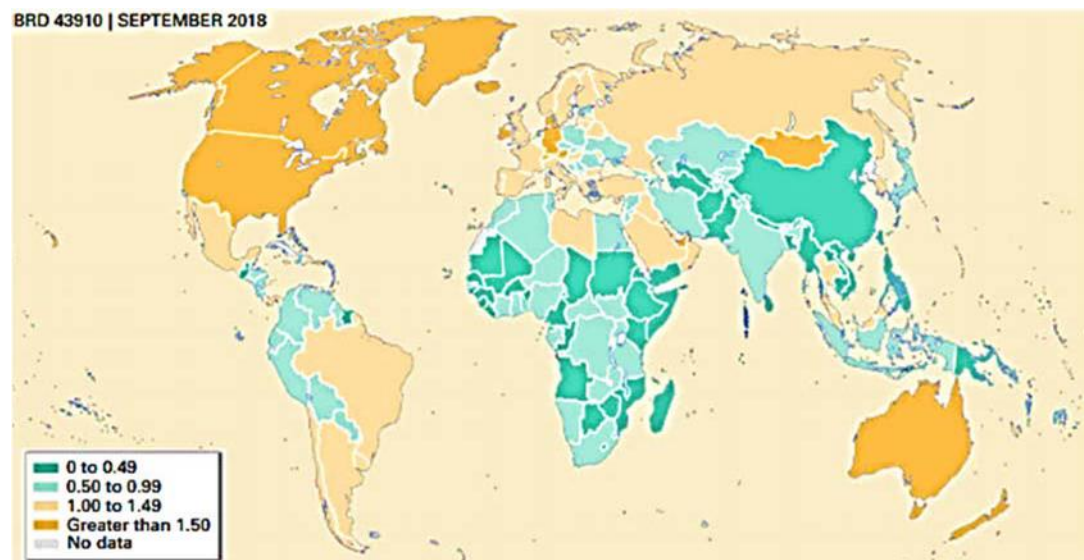 BRD 43910 | SEPTEMBER 2018
0 to 0.49
0.50 to 0.99
1.00 to 1.49
Greater than 1.50
No data